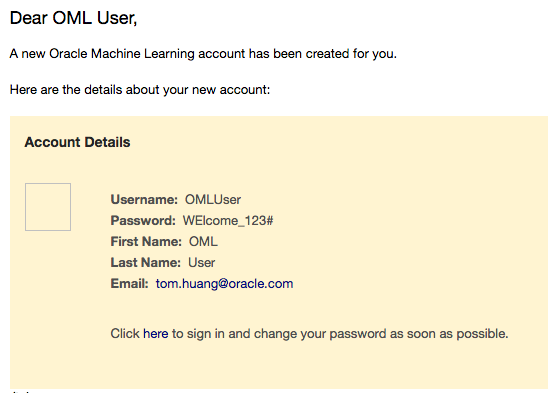 Dear OML User,
A new Oracle Machine Learning account has been created for you.
Here are the details about your new account:
Account Details
Username: OMLUser
Password: WElcome_123#
First Name: OML
Last Name: User
Email: tom.huang@oracle.com
Click here to sign in and change your password as soon as possible.